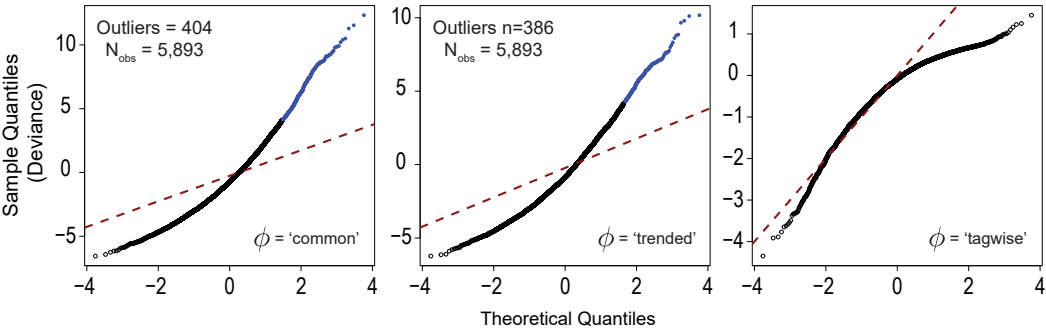 Sample Quantiles
(Deviance)
10
5
0
−5
Outliers = 404
Nobs = 5,893
ϕ = ‘common’
−4 −2 0 2 4
10
5
0
−5
Outliers n=386
Nobs = 5,893
ϕ = ‘trended’
−4 −2 0 2 4
1
0
−1
−2
−3
−4
ϕ = ‘tagwise’
−4 −2 0 2 4
Theoretical Quantiles